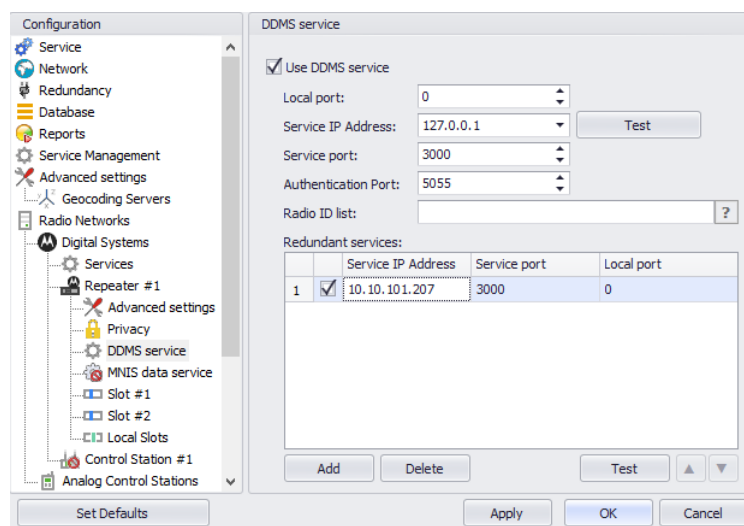 Configuration
Service
Network
Redundancy
Database
Reports
Service Management
Advanced settings
Geocoding Servers
Radio Networks
Digital Systems
Services
Repeater #1
Advanced settings
Privacy
DDMS service
MNIS data service
Slot #1
Slot #2
Local Slots
Control Station #1
Analog Control Stations
Set Defaults
DDMS service
Use DDMS service
Local port: 0
Service IP Address: 127.0.0.1 Test
Service port: 3000
Authentication Port: 5055
Radio ID list: ?
Redundant services:
Service IP Address Service port Local port
1 10.10.101.207 3000 0
Add Delete Test
Apply OK Cancel